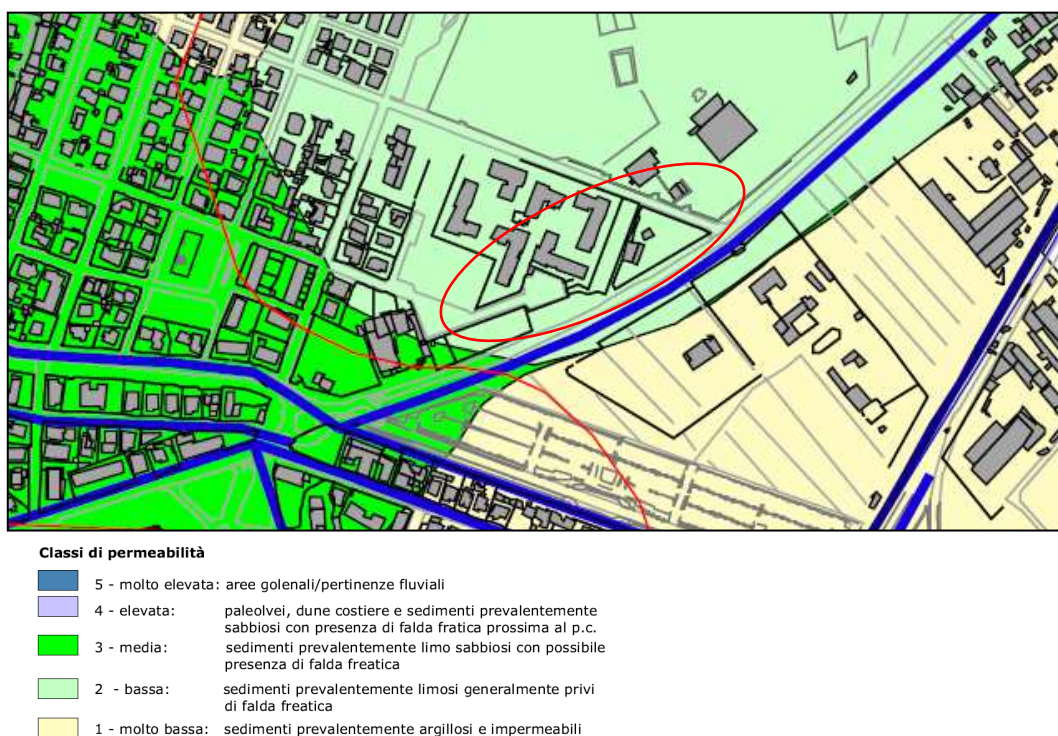 Classi di permeabilità
5 - molto elevata: aree golenali/pertinenze fluviali
4 - elevata: paleolvei, dune costiere e sedimenti prevalentemente
sabbiosi con presenza di falda fratica prossima al p.c.
3 - media: sedimenti prevalentemente limo sabbiosi con possibile
presenza di falda freatica
2 - bassa: sedimenti prevalentemente limosi generalmente privi
di falda freatica
1 - molto bassa: sedimenti prevalentemente argillosi e impermeabili